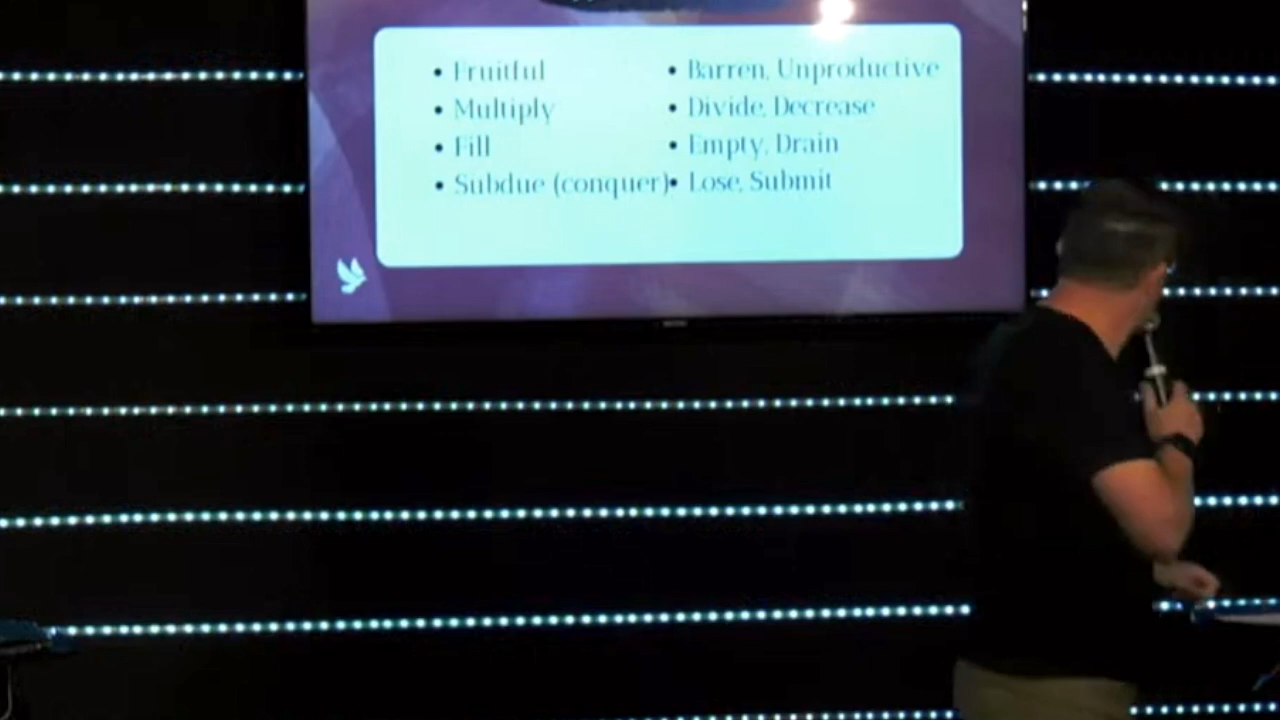 • Fruitful
• Multiply
• Fill
• Subdue (conquer)
• Barren, Unproductive
• Divide, Decrease
• Empty, Drain
• Lose, Submit